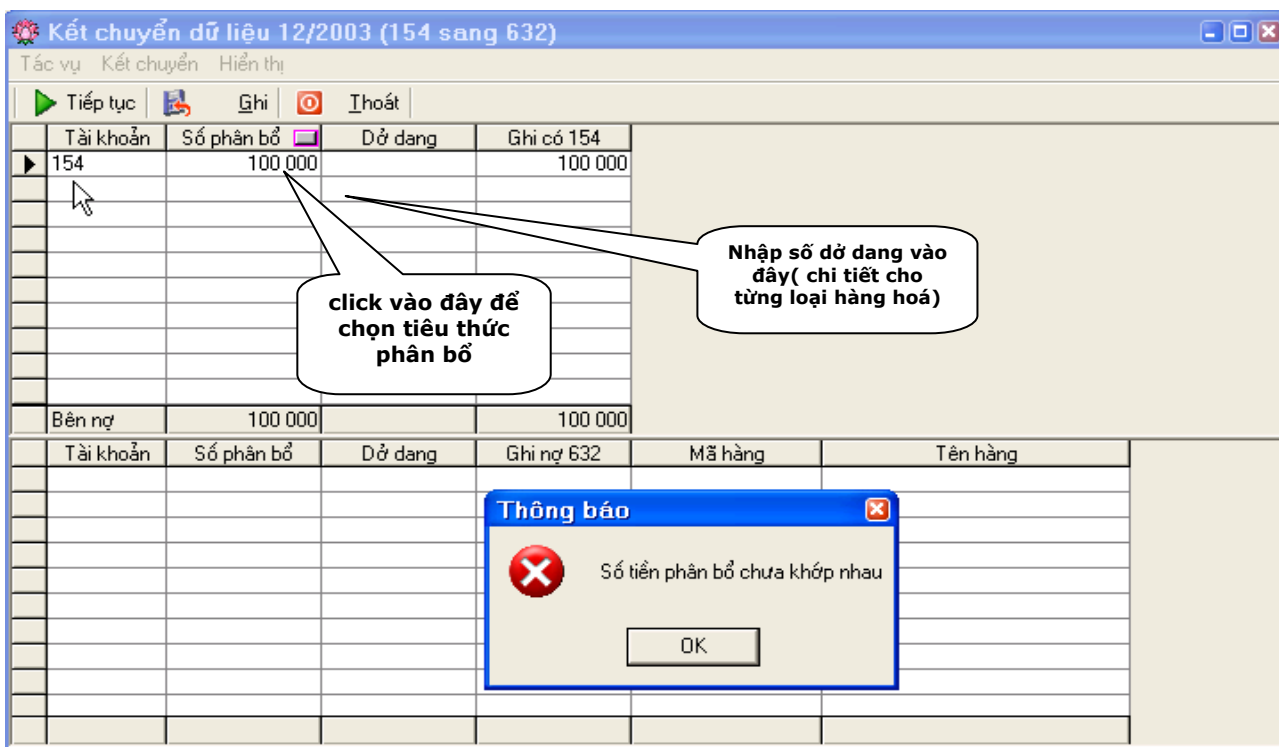 Kết chuyển dữ liệu 12/2003 (154 sang 632)
Tác vụ Kết chuyển Hiển thị
Tiếp tục Ghi Thoát
Tài khoản Số phân bổ Dở dang Ghi có 154
154 100 000 100 000
Nhập số dở dang vào
đây( chi tiết cho
từng loại hàng hoá)
click vào đây để
chọn tiêu thức
phân bổ
Bên nợ 100 000 100 000
Tài khoản Số phân bổ Dở dang Ghi nợ 632 Mã hàng Tên hàng
Thông báo
Số tiền phân bổ chưa khớp nhau
OK